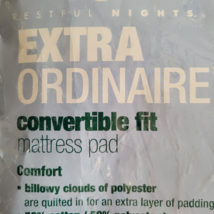 RESTFUL NIGHTS®
EXTRA
ORDINAIRE
convertible fit
mattress pad
Comfort
• billowy clouds of polyester
are quilted in for an extra layer of padding